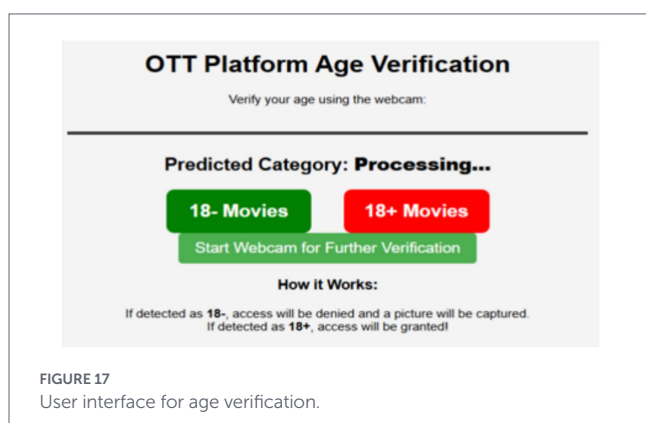 OTT Platform Age Verification
Verify your age using the webcam:
Predicted Category: Processing...
18- Movies
18+ Movies
Start Webcam for Further Verification
How it Works:
If detected as 18-, access will be denied and a picture will be captured.
If detected as 18+, access will be granted!
FIGURE 17
User interface for age verification.